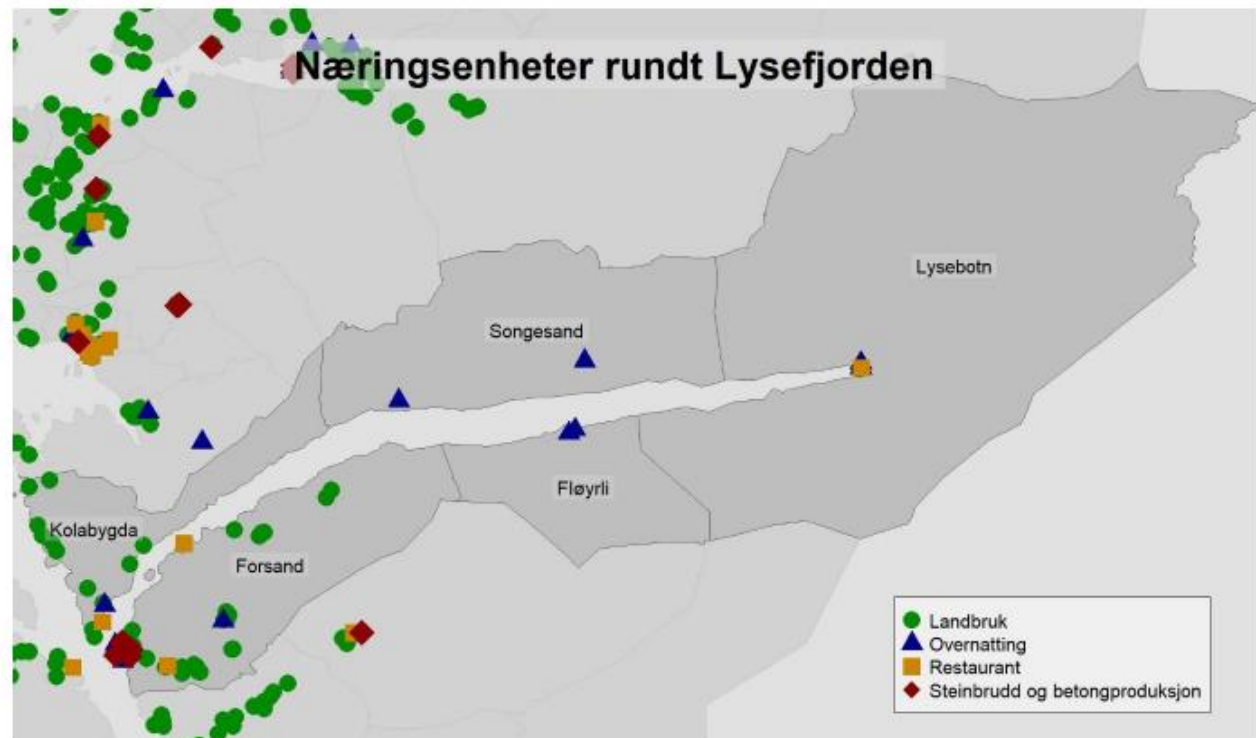 Næringsenheter rundt Lysefjorden
Lysebotn
Songesand
Fløyrli
Kolabygda
Forsand
Landbruk
Overnatting
Restaurant
Steinbrudd og betongproduksjon